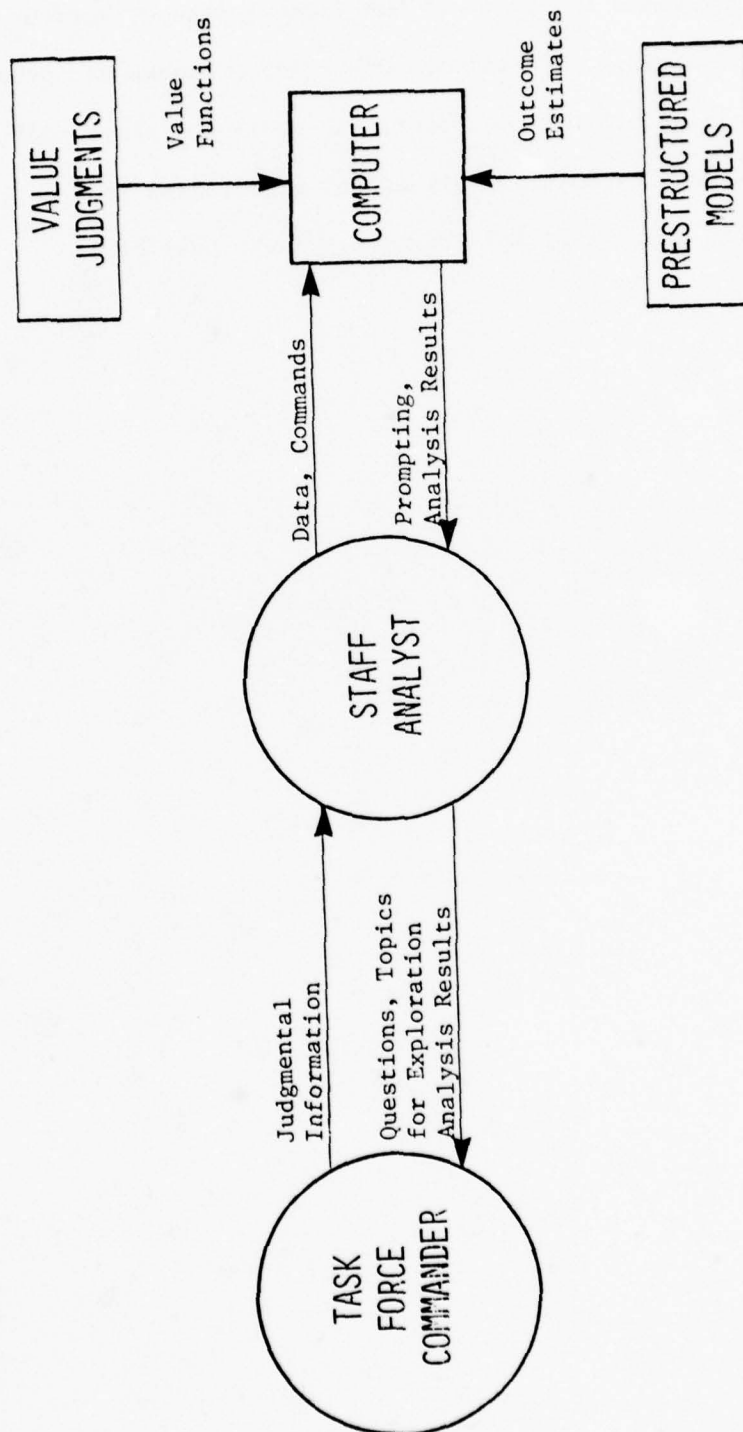 TASK
FORCE
COMMANDER
Judgmental
Information
Questions, Topics
for Exploration
Analysis Results
STAFF
ANALYST
Data, Commands
Prompting,
Analysis Results
VALUE
JUDGMENTS
Value
Functions
COMPUTER
Outcome
Estimates
PRESTRUCTURED
MODELS